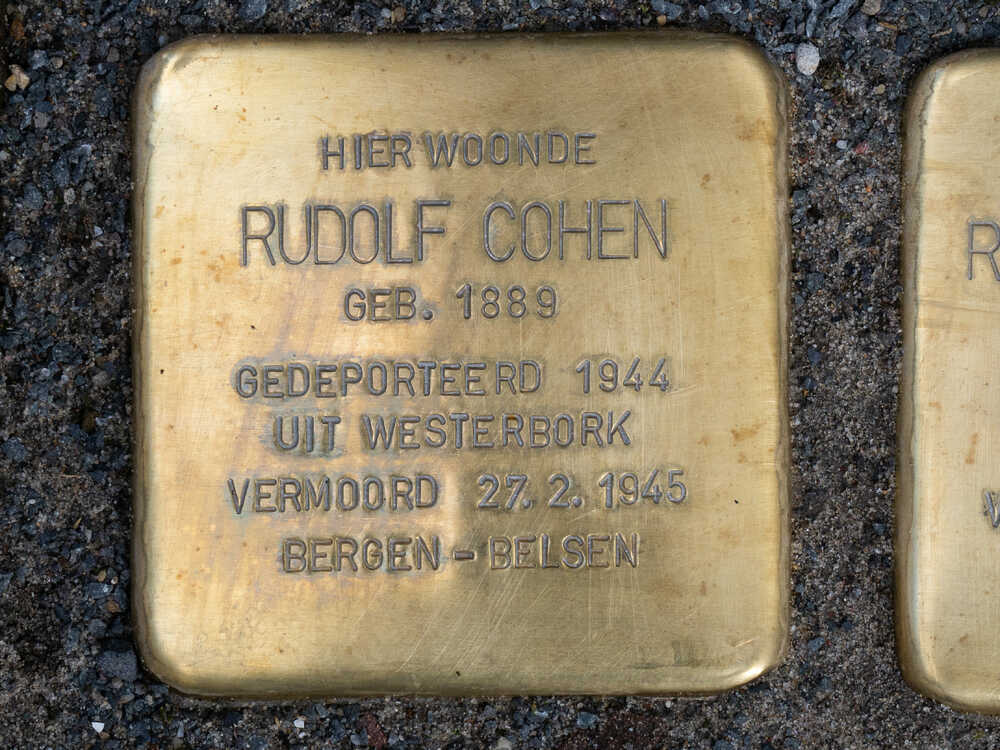 HIER WOONDE
RUDOLF COHEN
GEB. 1889
GEDEPORTEERD 1944
UIT WESTERBORK
VERMOORD 27.2.1945
BERGEN-BELSEN